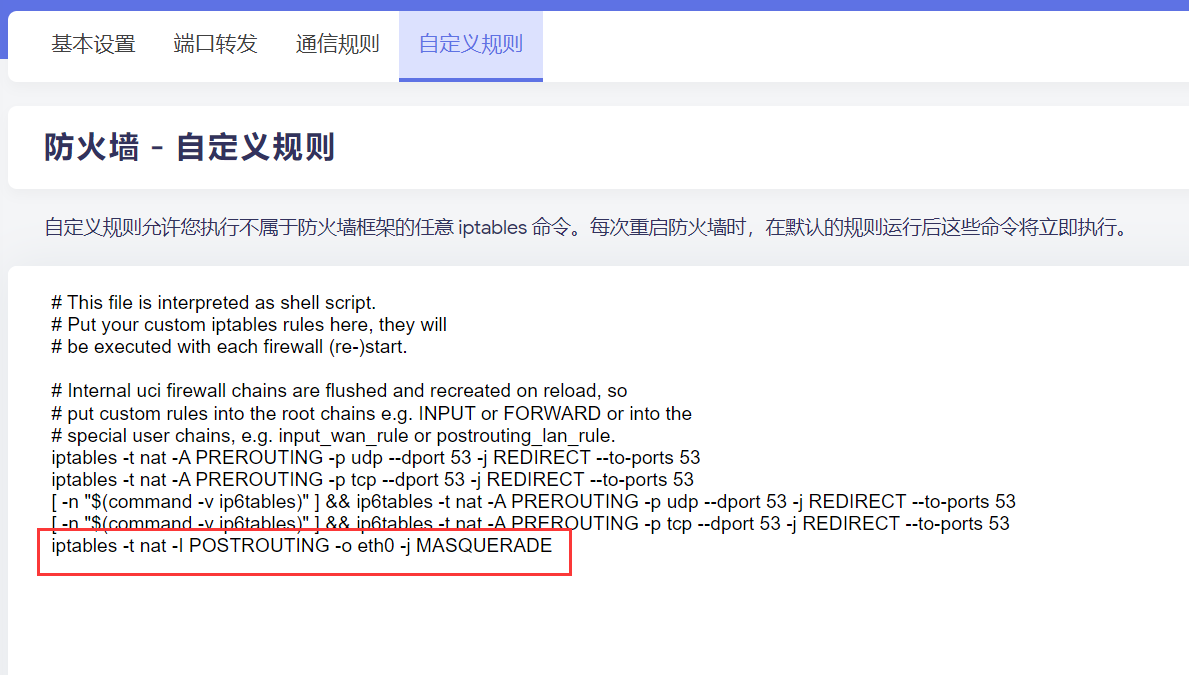 基本设置 端口转发 通信规则 自定义规则
防火墙 - 自定义规则
自定义规则允许您执行不属于防火墙框架的任意 iptables 命令。每次重启防火墙时，在默认的规则运行后这些命令将立即执行。
# This file is interpreted as shell script.
# Put your custom iptables rules here, they will
# be executed with each firewall (re-)start.
# Internal uci firewall chains are flushed and recreated on reload, so
# put custom rules into the root chains e.g. INPUT or FORWARD or into the
# special user chains, e.g. input_wan_rule or postrouting_lan_rule.
iptables -t nat -A PREROUTING -p udp --dport 53 -j REDIRECT --to-ports 53
iptables -t nat -A PREROUTING -p tcp --dport 53 -j REDIRECT --to-ports 53
[ -n "$(command -v ip6tables)" ] && ip6tables -t nat -A PREROUTING -p udp --dport 53 -j REDIRECT --to-ports 53
[ -n "$(command -v ip6tables)" ] && ip6tables -t nat -A PREROUTING -p tcp --dport 53 -j REDIRECT --to-ports 53
iptables -t nat -I POSTROUTING -o eth0 -j MASQUERADE